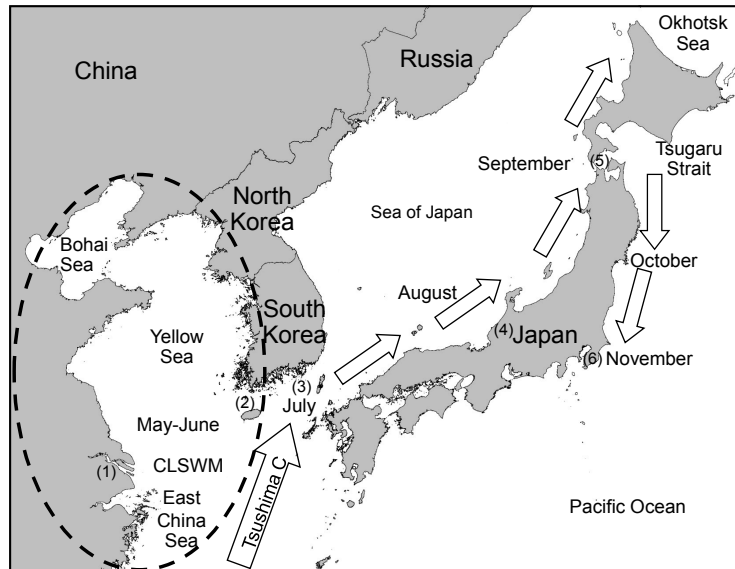 Okhotsk
Sea
China
Russia
September
(5)
Tsugaru
Strait
North
Korea
Sea of Japan
Bohai
Sea
October
South
Korea
August
Yellow
Sea
(4)
Japan
(6)
November
(3)
July
(2)
May-June
(1)
CLSWM
Tsushima C
East
China
Sea
Pacific Ocean